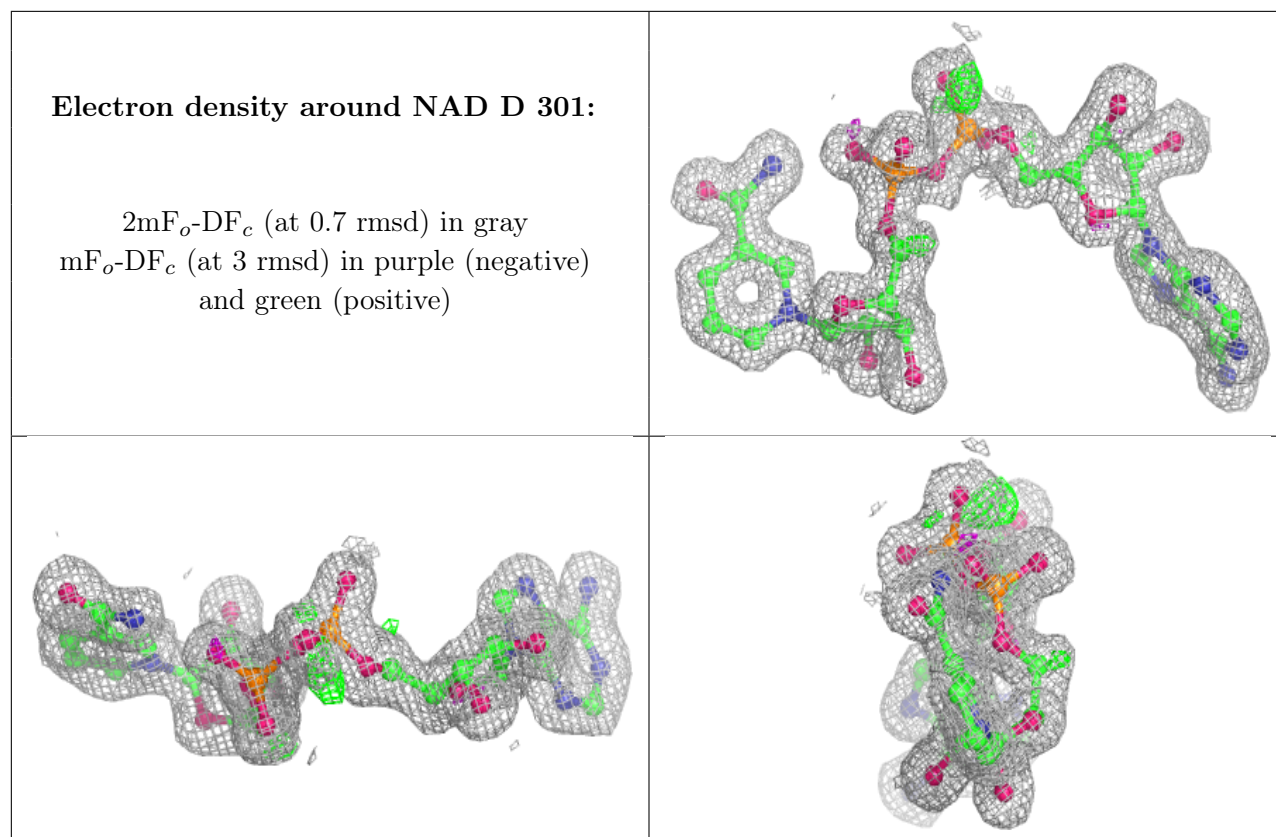 Electron density around NAD D 301:
2mFₒ-DF𝒸 (at 0.7 rmsd) in gray
mFₒ-DF𝒸 (at 3 rmsd) in purple (negative)
and green (positive)